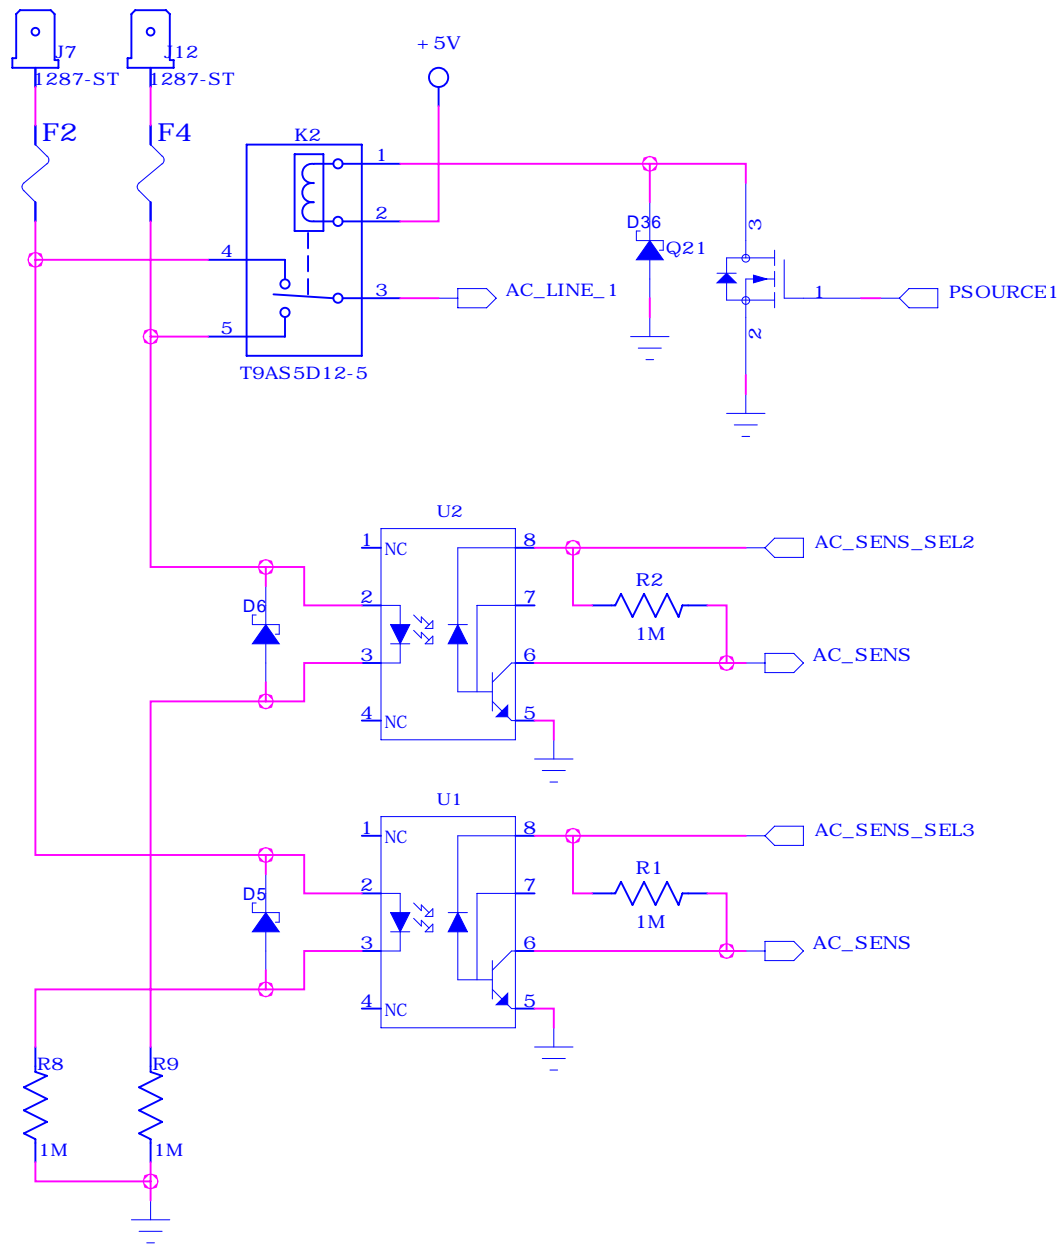 J7
1287-ST
J12
1287-ST
+5V
F2
F4
K2
1
2
3
4
5
T9AS5D12-5
AC_LINE_1
D36
Q21
3
1
2
PSOURCE1
U2
1
NC
2
3
4
NC
8
7
6
5
D6
R2
1M
AC_SENS_SEL2
AC_SENS
U1
1
NC
2
3
4
NC
8
7
6
5
D5
R1
1M
AC_SENS_SEL3
AC_SENS
R8
1M
R9
1M